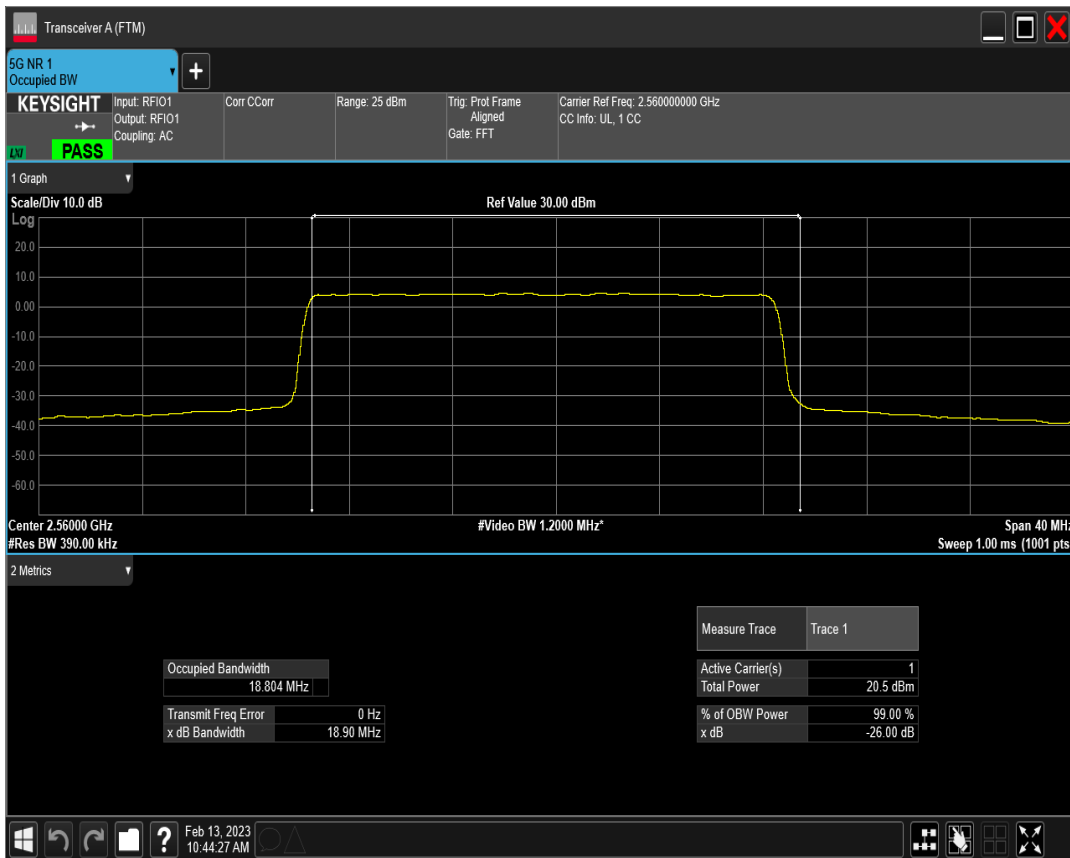 Transceiver A (FTM)
5G NR 1
Occupied BW
+
KEYSIGHT
LXI
PASS
Input: RFIO1
Output: RFIO1
Coupling: AC
Corr CCorr
Range: 25 dBm
Trig: Prot Frame
Aligned
Gate: FFT
Carrier Ref Freq: 2.560000000 GHz
CC Info: UL, 1 CC
1 Graph
Scale/Div 10.0 dB
Ref Value 30.00 dBm
Log
20.0
10.0
0.00
-10.0
-20.0
-30.0
-40.0
-50.0
-60.0
Center 2.56000 GHz
#Video BW 1.2000 MHz*
Span 40 MHz
#Res BW 390.00 kHz
Sweep 1.00 ms (1001 pts
2 Metrics
Measure Trace Trace 1
Occupied Bandwidth
18.804 MHz
Active Carrier(s) 1
Total Power 20.5 dBm
Transmit Freq Error 0 Hz
x dB Bandwidth 18.90 MHz
% of OBW Power 99.00 %
x dB -26.00 dB
?
Feb 13, 2023
10:44:27 AM